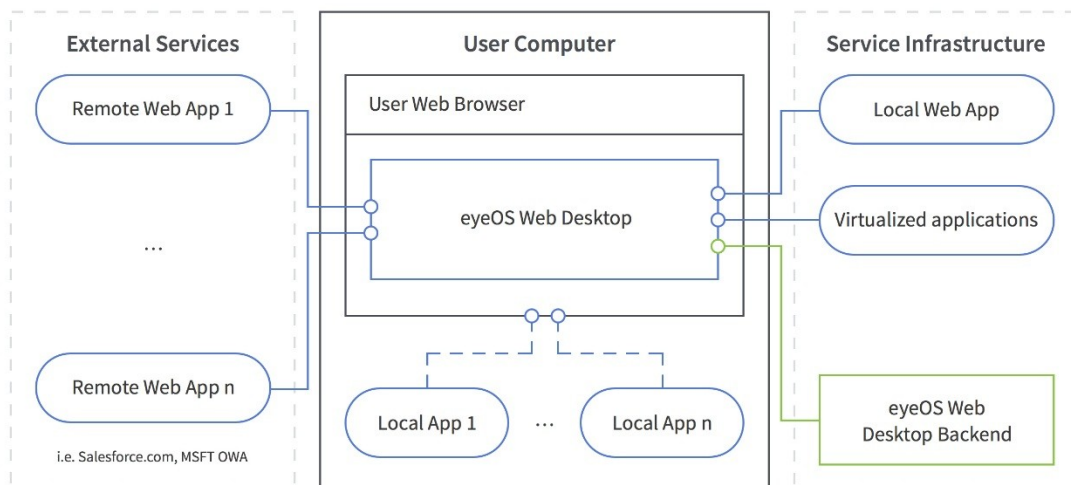 External Services
Remote Web App 1
...
Remote Web App n
i.e. Salesforce.com, MSFT OWA
User Computer
User Web Browser
eyeOS Web Desktop
Local App 1
...
Local App n
Service Infrastructure
Local Web App
Virtualized applications
eyeOS Web
Desktop Backend